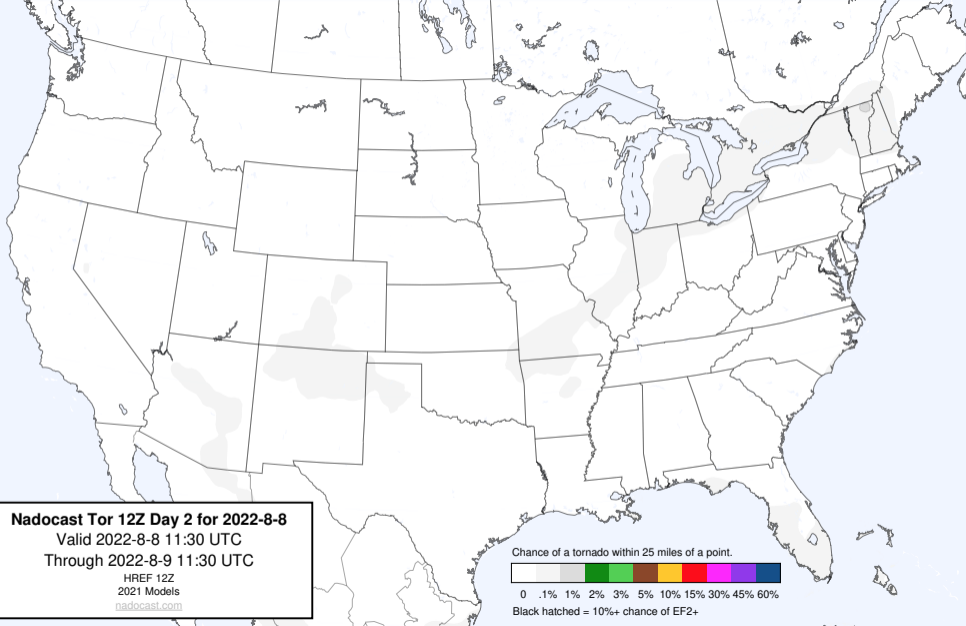 Nadocast Tor 12Z Day 2 for 2022-8-8
Valid 2022-8-8 11:30 UTC
Through 2022-8-9 11:30 UTC
HREF 12Z
2021 Models
nadocast.com
Chance of a tornado within 25 miles of a point.
0 .1% 1% 2% 3% 5% 10% 15% 30% 45% 60%
Black hatched = 10%+ chance of EF2+